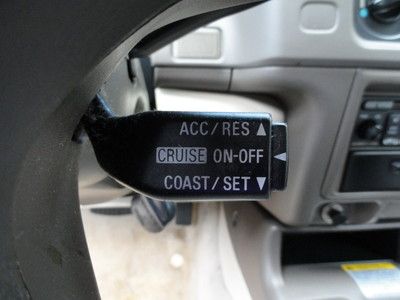 ACC/RES ▲
CRUISE ON-OFF ◀
COAST/SET ▼